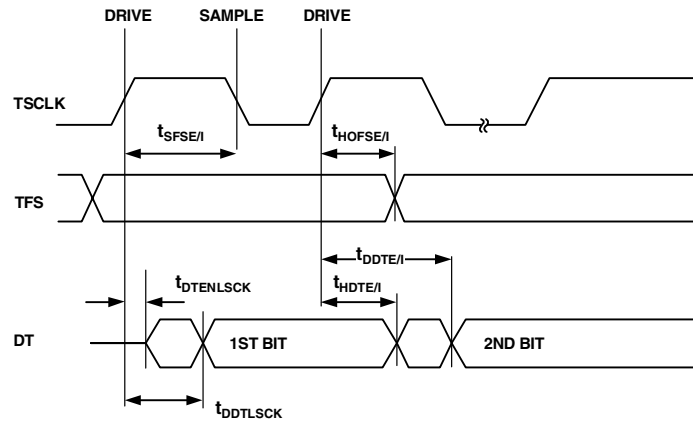 DRIVE SAMPLE DRIVE
TSCLK
tSFSE/I tHOFSE/I
TFS
tDDTE/I
tDTENLSCK tHDTE/I
DT 1ST BIT 2ND BIT
tDDTLSCK